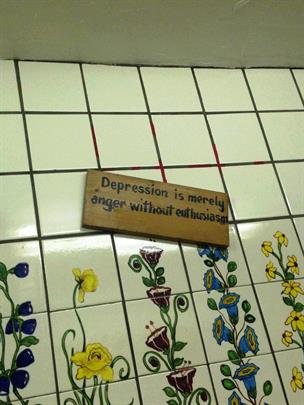 Depression is merely
anger without enthusiasm